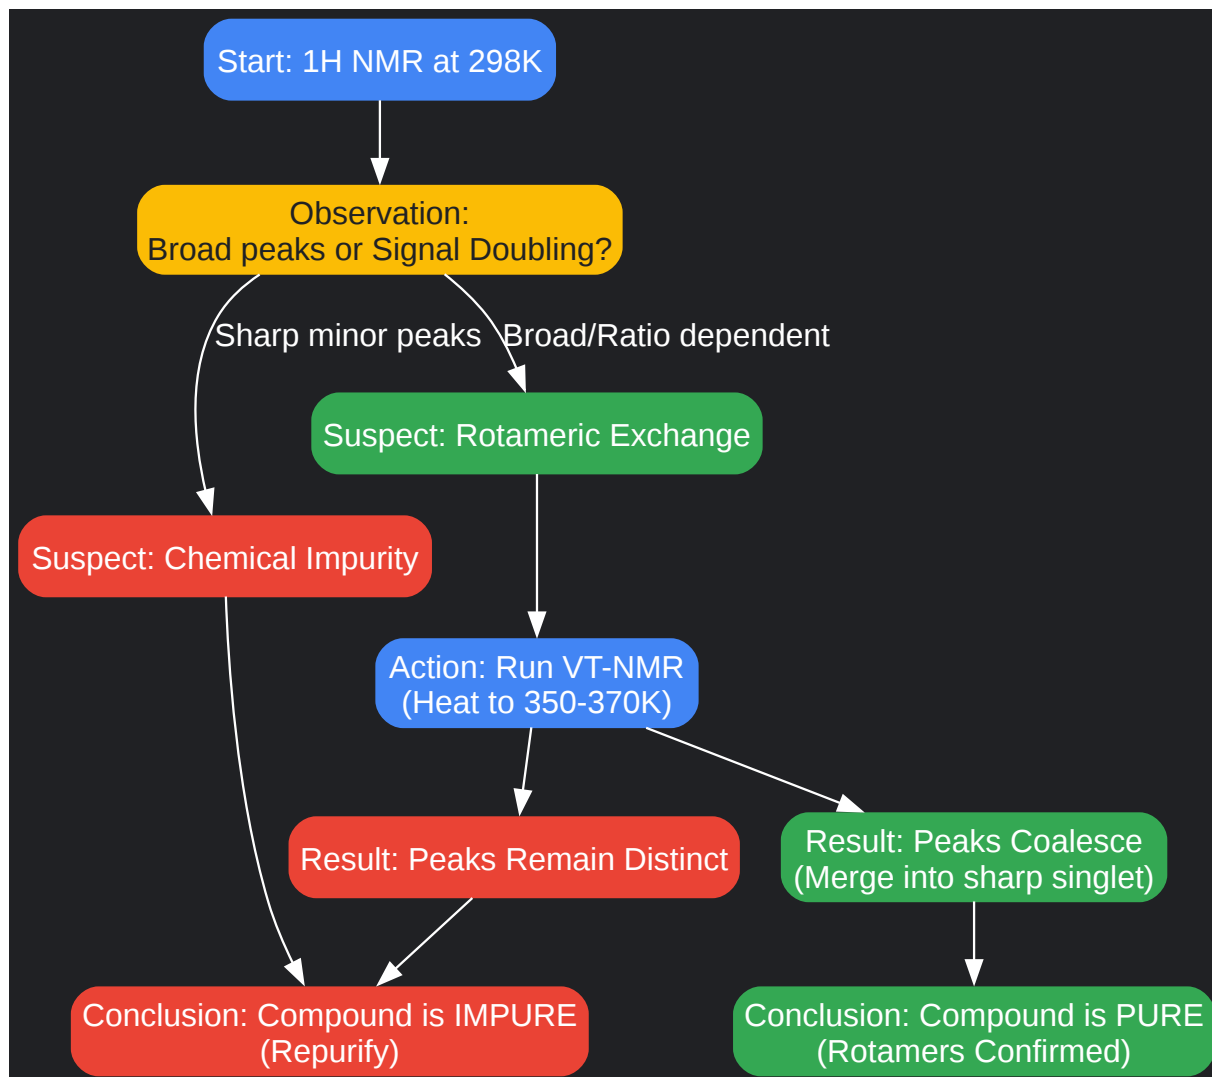 Start: 1H NMR at 298K
Observation:
Broad peaks or Signal Doubling?
Sharp minor peaks
Broad/Ratio dependent
Suspect: Rotameric Exchange
Suspect: Chemical Impurity
Action: Run VT-NMR
(Heat to 350-370K)
Result: Peaks Remain Distinct
Result: Peaks Coalesce
(Merge into sharp singlet)
Conclusion: Compound is IMPURE
(Repurify)
Conclusion: Compound is PURE
(Rotamers Confirmed)